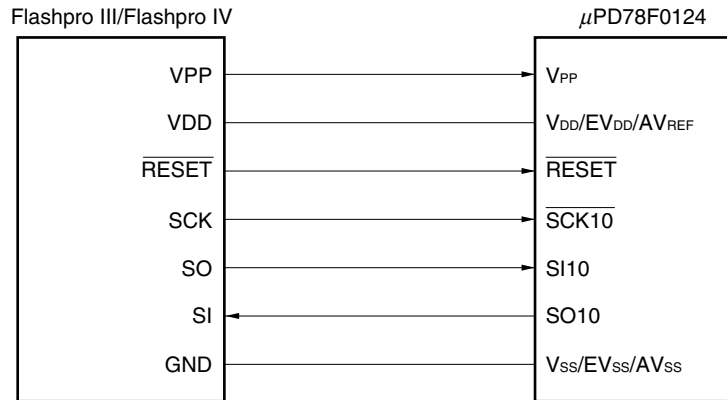 Flashpro III/Flashpro IV μPD78F0124
VPP VPP
VDD VDD/EVDD/AVREF
RESET RESET
SCK SCK10
SO SI10
SI SO10
GND VSS/EVSS/AVSS